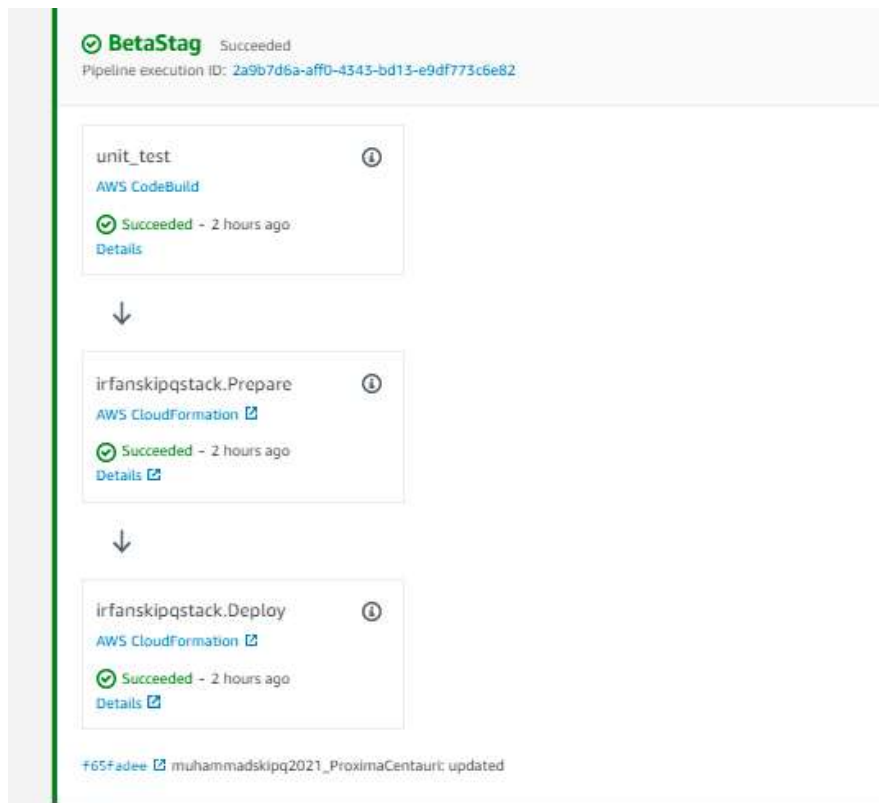 BetaStag Succeeded
Pipeline execution ID: 2a9b7d6a-aff0-4343-bd13-e9df773c6e82
unit_test
AWS CodeBuild
Succeeded - 2 hours ago
Details
irfanskipqstack.Prepare
AWS CloudFormation
Succeeded - 2 hours ago
Details
irfanskipqstack.Deploy
AWS CloudFormation
Succeeded - 2 hours ago
Details
f65fadee muhammadskipq2021_ProximaCentauri: updated